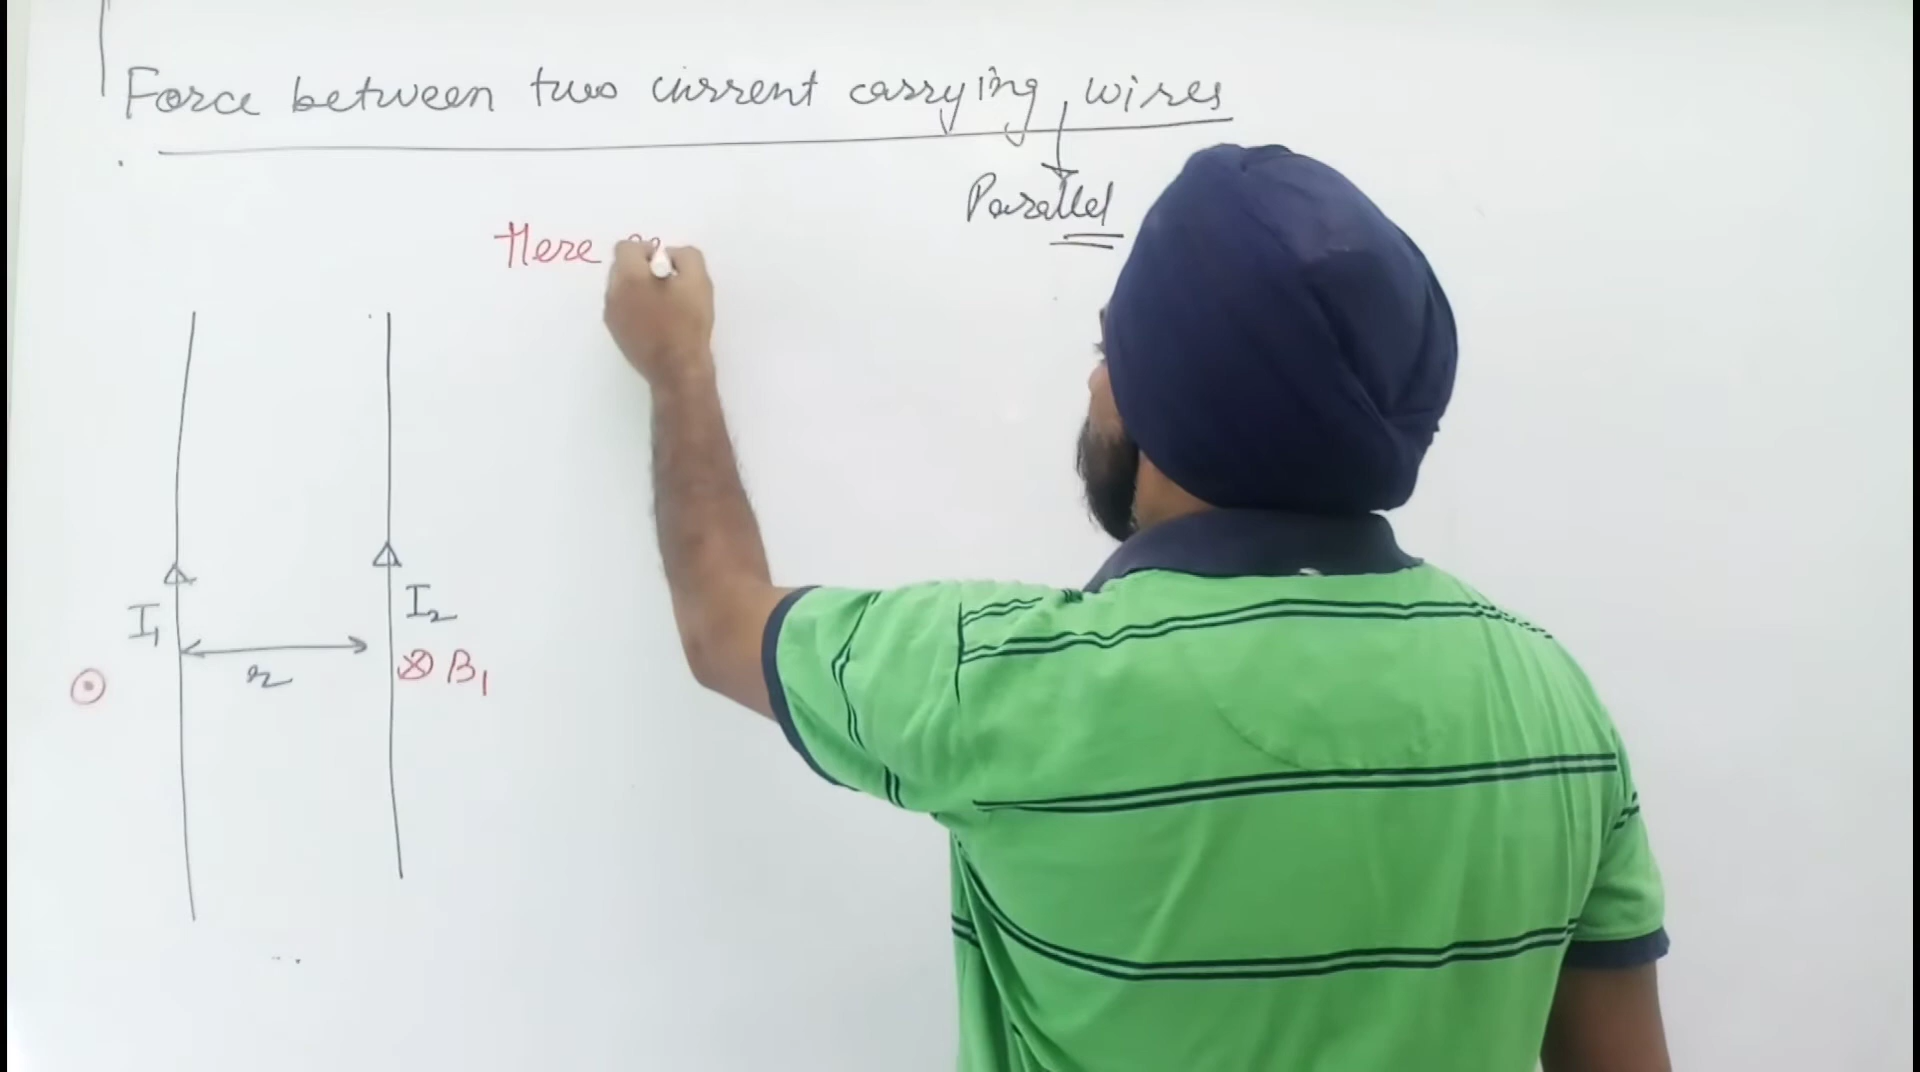 Force between two current carrying , wires
Parallel
Here
I1
I2
r
B1